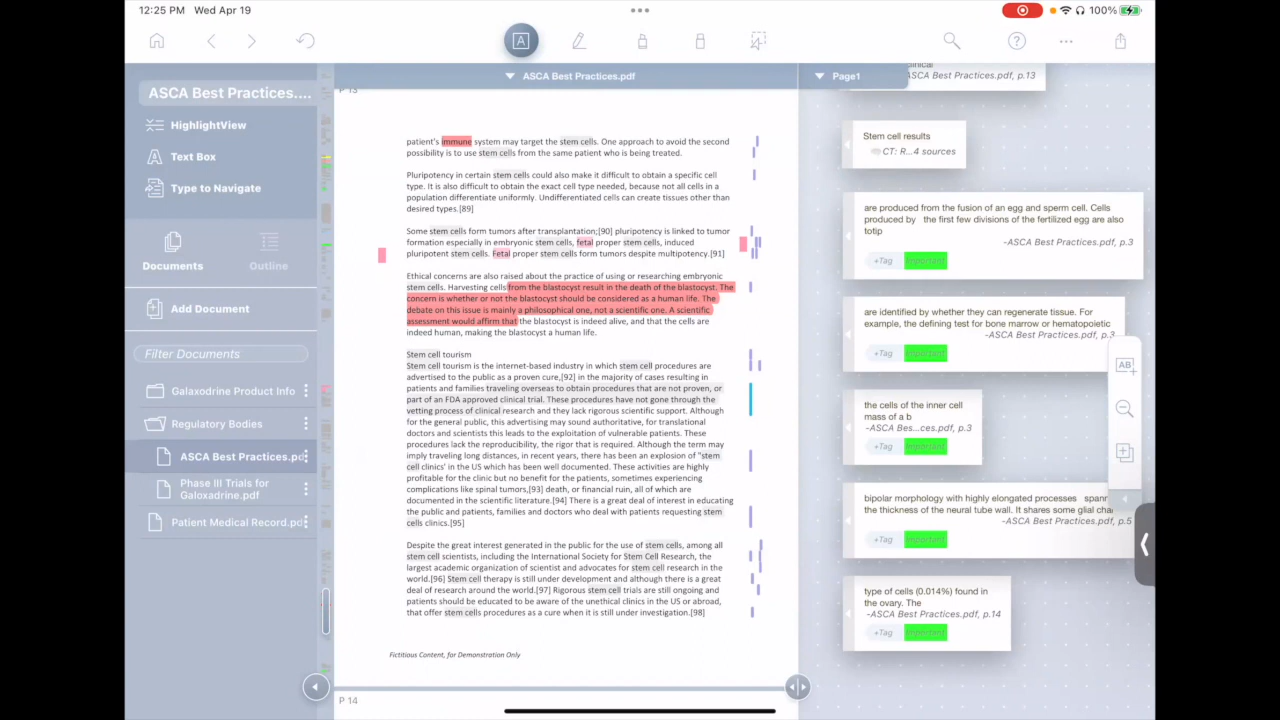 12:25 PM Wed Apr 19
100%
A
ASCA Best Practices....
HighlightView
Text Box
Type to Navigate
Documents
Outline
Add Document
Filter Documents
Galaxodrine Product Info
Regulatory Bodies
ASCA Best Practices.pd
Phase III Trials for
Galoxadrine.pdf
Patient Medical Record.pd
ASCA Best Practices.pdf
P 13
patient's immune system may target the stem cells. One approach to avoid the second
possibility is to use stem cells from the same patient who is being treated.
Pluripotency in certain stem cells could also make it difficult to obtain a specific cell
type. It is also difficult to obtain the exact cell type needed, because not all cells in a
population differentiate uniformly. Undifferentiated cells can create tissues other than
desired types.[89]
Some stem cells form tumors after transplantation;[90] pluripotency is linked to tumor
formation especially in embryonic stem cells, fetal proper stem cells, induced
pluripotent stem cells. Fetal proper stem cells form tumors despite multipotency.[91]
Ethical concerns are also raised about the practice of using or researching embryonic
stem cells. Harvesting cells from the blastocyst result in the death of the blastocyst. The
concern is whether or not the blastocyst should be considered as a human life. The
debate on this issue is mainly a philosophical one, not a scientific one. A scientific
assessment would affirm that the blastocyst is indeed alive, and that the cells are
indeed human, making the blastocyst a human life.
Stem cell tourism
Stem cell tourism is the internet-based industry in which stem cell procedures are
advertised to the public as a proven cure,[92] in the majority of cases resulting in
patients and families traveling overseas to obtain procedures that are not proven, or
part of an FDA approved clinical trial. These procedures have not gone through the
vetting process of clinical research and they lack rigorous scientific support. Although
for the general public, this advertising may sound authoritative, for translational
doctors and scientists this leads to the exploitation of vulnerable patients. These
procedures lack the reproducibility, the rigor that is required. Although the term may
imply traveling long distances, in recent years, there has been an explosion of "stem
cell clinics' in the US which has been well documented. These activities are highly
profitable for the clinic but no benefit for the patients, sometimes experiencing
complications like spinal tumors,[93] death, or financial ruin, all of which are
documented in the scientific literature.[94] There is a great deal of interest in educating
the public and patients, families and doctors who deal with patients requesting stem
cells clinics.[95]
Despite the great interest generated in the public for the use of stem cells, among all
stem cell scientists, including the International Society for Stem Cell Research, the
largest academic organization of scientist and advocates for stem cell research in the
world.[96] Stem cell therapy is still under development and although there is a great
deal of research around the world.[97] Rigorous stem cell trials are still ongoing and
patients should be educated to be aware of the unethical clinics in the US or abroad,
that offer stem cells procedures as a cure when it is still under investigation.[98]
Fictitious Content, for Demonstration Only
P 14
Page1
ASCA Best Practices.pdf, p.13
Stem cell results
CT: R...4 sources
are produced from the fusion of an egg and sperm cell. Cells
produced by the first few divisions of the fertilized egg are also
totip
-ASCA Best Practices.pdf, p.3
+Tag important
are identified by whether they can regenerate tissue. For
example, the defining test for bone marrow or hematopoietic
-ASCA Best Practices.pdf, p.3
+Tag important
the cells of the inner cell
mass of a b
-ASCA Bes...ces.pdf, p.3
+Tag important
bipolar morphology with highly elongated processes spann
the thickness of the neural tube wall. It shares some glial cha
-ASCA Best Practices.pdf, p.5
+Tag important
type of cells (0.014%) found in
the ovary. The
-ASCA Best Practices.pdf, p.14
+Tag important
AB